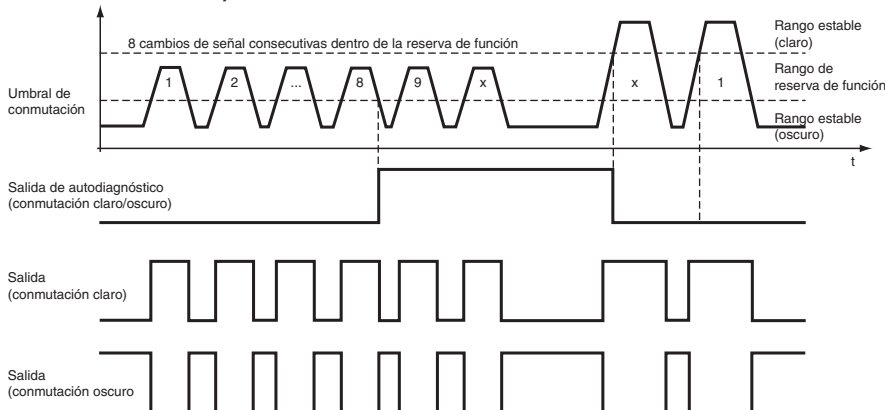 8 cambios de señal consecutivas dentro de la reserva de función
Rango estable
(claro)
Umbral de
conmutación
1
2
...
8
9
x
x
1
Rango de
reserva de función
Rango estable
(oscuro)
t
Salida de autodiagnóstico
(conmutación claro/oscuro)
Salida
(conmutación claro)
Salida
(conmutación oscuro